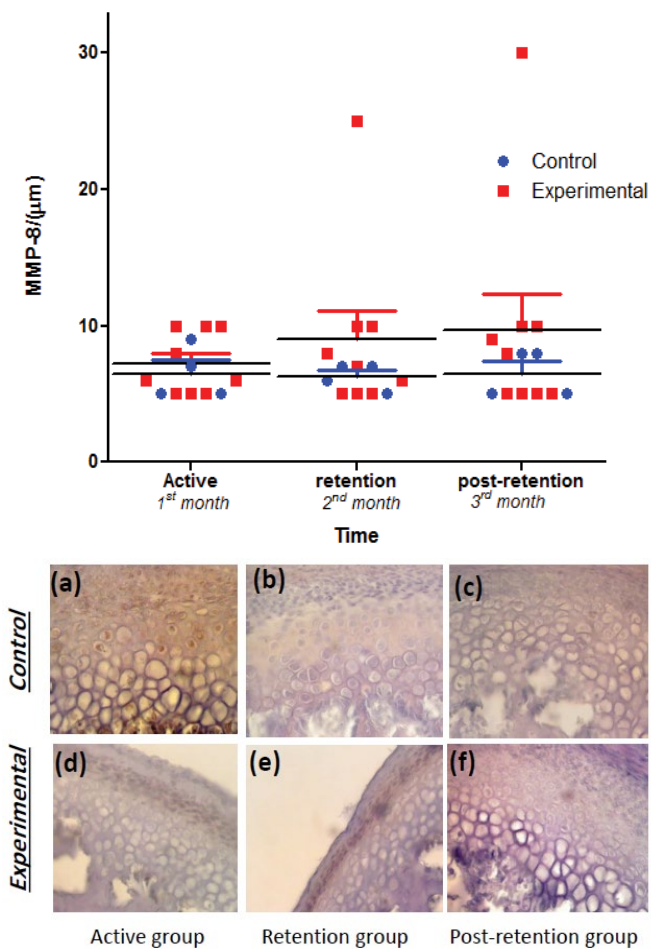 30
20
10
0
MMP-8/(μm)
Control
Experimental
Active
1st month
retention
2nd month
post-retention
3rd month
Time
(a)
(b)
(c)
Control
(d)
(e)
(f)
Experimental
Active group
Retention group
Post-retention group